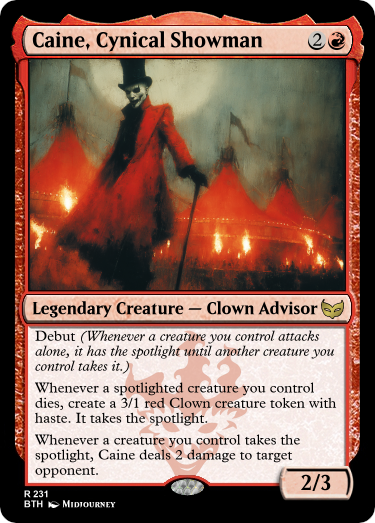 Caine, Cynical Showman 2
Legendary Creature — Clown Advisor
Debut (Whenever a creature you control attacks
alone, it has the spotlight until another creature you
control takes it.)
Whenever a spotlighted creature you control
dies, create a 3/1 red Clown creature token with
haste. It takes the spotlight.
Whenever a creature you control takes the
spotlight, Caine deals 2 damage to target
opponent.
2/3
R 231
BTH Midjourney